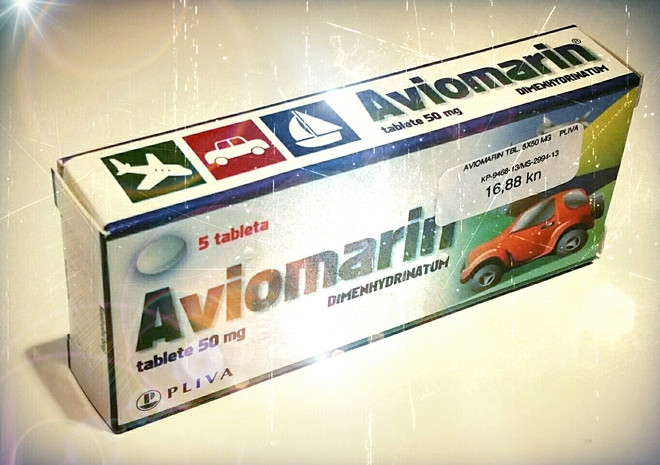 Aviomarin®
DIMENHYDRINATUM
tablete 50 mg
AVIOMARIN TBL. 5X50 MG PLIVA
KP-9468-13/MS-2994-13
16,88 kn
5 tableta
Aviomarin
DIMENHYDRINATUM
tablete 50 mg
PLIVA